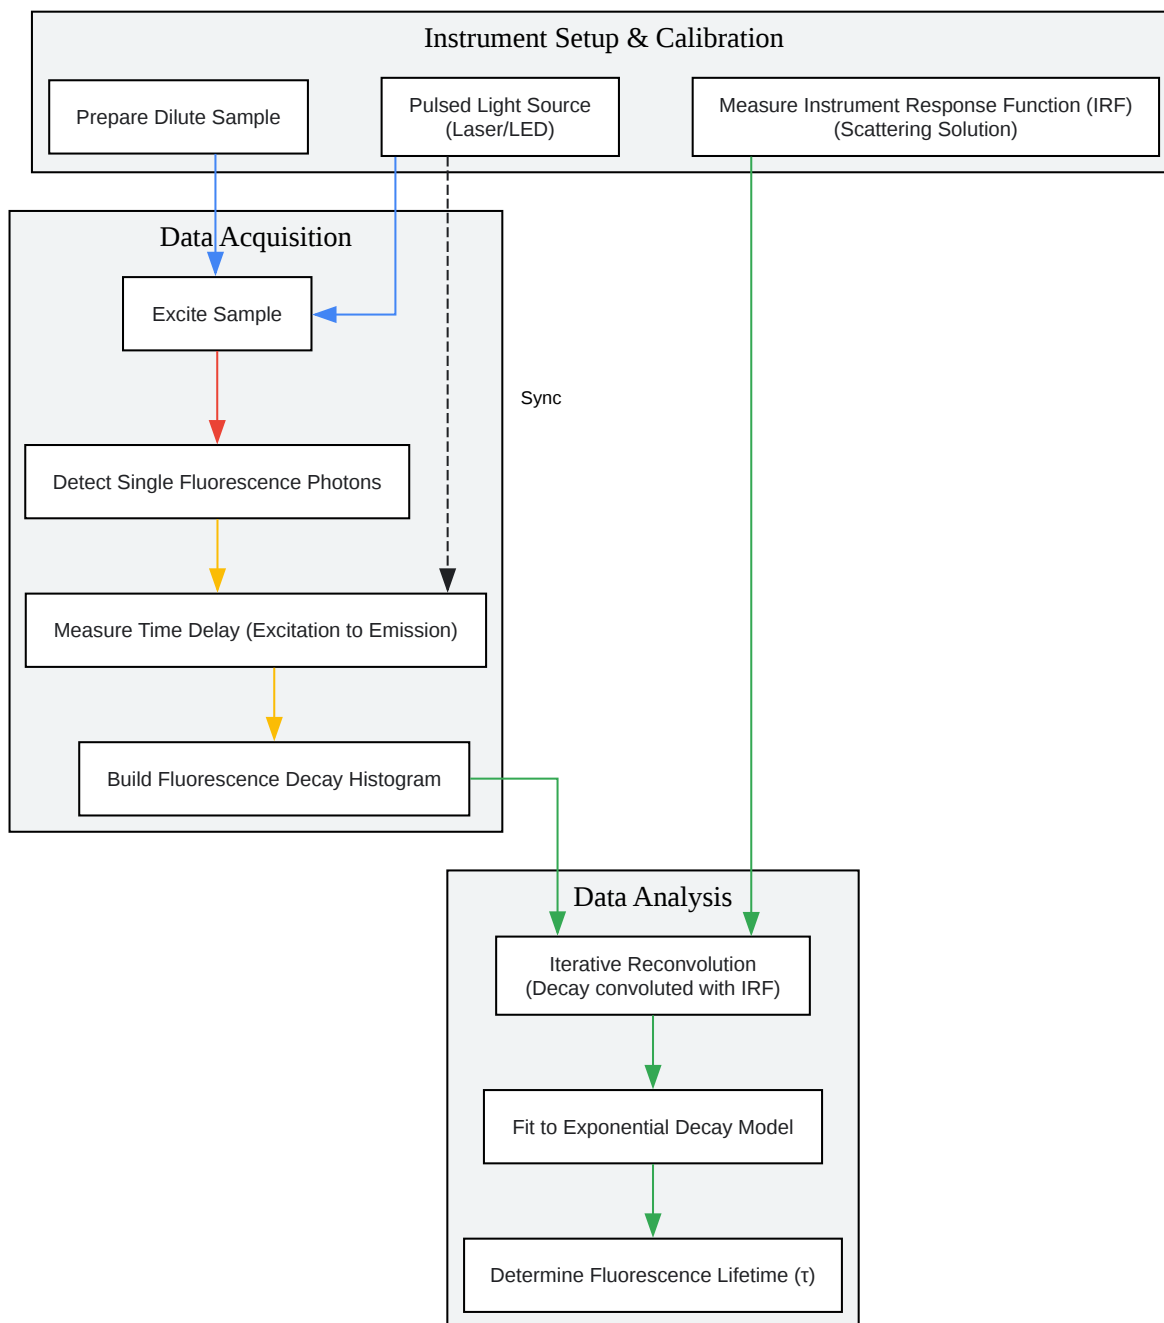 Instrument Setup & Calibration
Prepare Dilute Sample
Pulsed Light Source
(Laser/LED)
Measure Instrument Response Function (IRF)
(Scattering Solution)
Data Acquisition
Excite Sample
Sync
Detect Single Fluorescence Photons
Measure Time Delay (Excitation to Emission)
Build Fluorescence Decay Histogram
Data Analysis
Iterative Reconvolution
(Decay convoluted with IRF)
Fit to Exponential Decay Model
Determine Fluorescence Lifetime (τ)